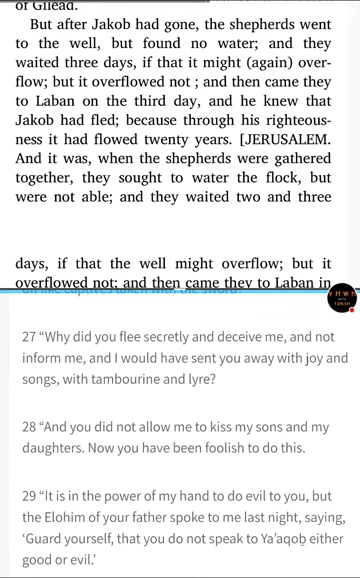 of Gilead.
But after Jakob had gone, the shepherds went
to the well, but found no water; and they
waited three days, if that it might (again) over-
flow; but it overflowed not ; and then came they
to Laban on the third day, and he knew that
Jakob had fled; because through his righteous-
ness it had flowed twenty years. [JERUSALEM.
And it was, when the shepherds were gathered
together, they sought to water the flock, but
were not able; and they waited two and three
days, if that the well might overflow; but it
overflowed not; and then came they to Laban in
27 “Why did you flee secretly and deceive me, and not
inform me, and I would have sent you away with joy and
songs, with tambourine and lyre?
28 “And you did not allow me to kiss my sons and my
daughters. Now you have been foolish to do this.
29 “It is in the power of my hand to do evil to you, but
the Elohim of your father spoke to me last night, saying,
‘Guard yourself, that you do not speak to Ya‛aqoḇ either
good or evil.’